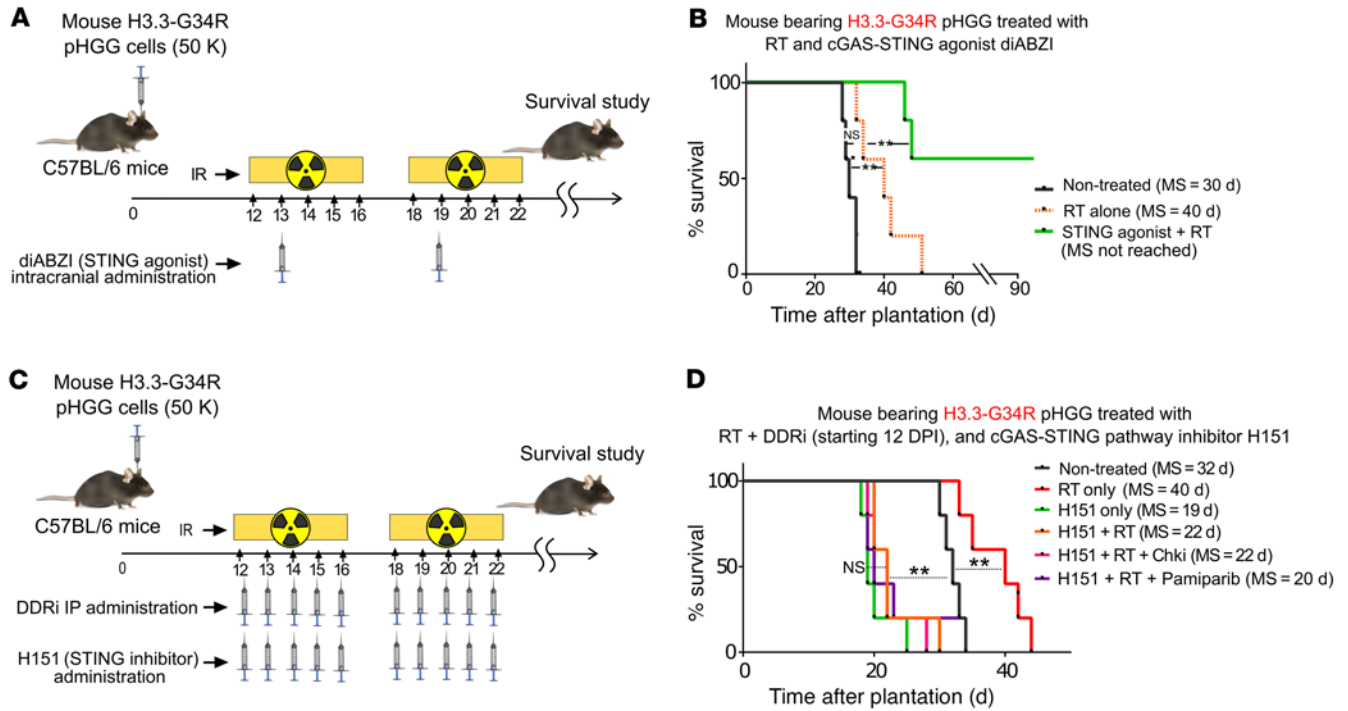 A
Mouse H3.3-G34R
pHGG cells (50 K)
C57BL/6 mice
IR
Survival study
0
12 13 14 15 16 18 19 20 21 22
diABZI (STING agonist)
intracranial administration
B
Mouse bearing H3.3-G34R pHGG treated with
RT and cGAS-STING agonist diABZI
% survival
100
50
0
NS
**
**
0 20 40 60 90
Time after plantation (d)
Non-treated (MS = 30 d)
RT alone (MS = 40 d)
STING agonist + RT
(MS not reached)
C
Mouse H3.3-G34R
pHGG cells (50 K)
C57BL/6 mice
IR
Survival study
0
12 13 14 15 16 18 19 20 21 22
DDRi IP administration
H151 (STING inhibitor)
administration
D
Mouse bearing H3.3-G34R pHGG treated with
RT + DDRi (starting 12 DPI), and cGAS-STING pathway inhibitor H151
% survival
100
50
0
NS
**
**
0 20 40
Time after plantation (d)
Non-treated (MS = 32 d)
RT only (MS = 40 d)
H151 only (MS = 19 d)
H151 + RT (MS = 22 d)
H151 + RT + Chki (MS = 22 d)
H151 + RT + Pamiparib (MS = 20 d)